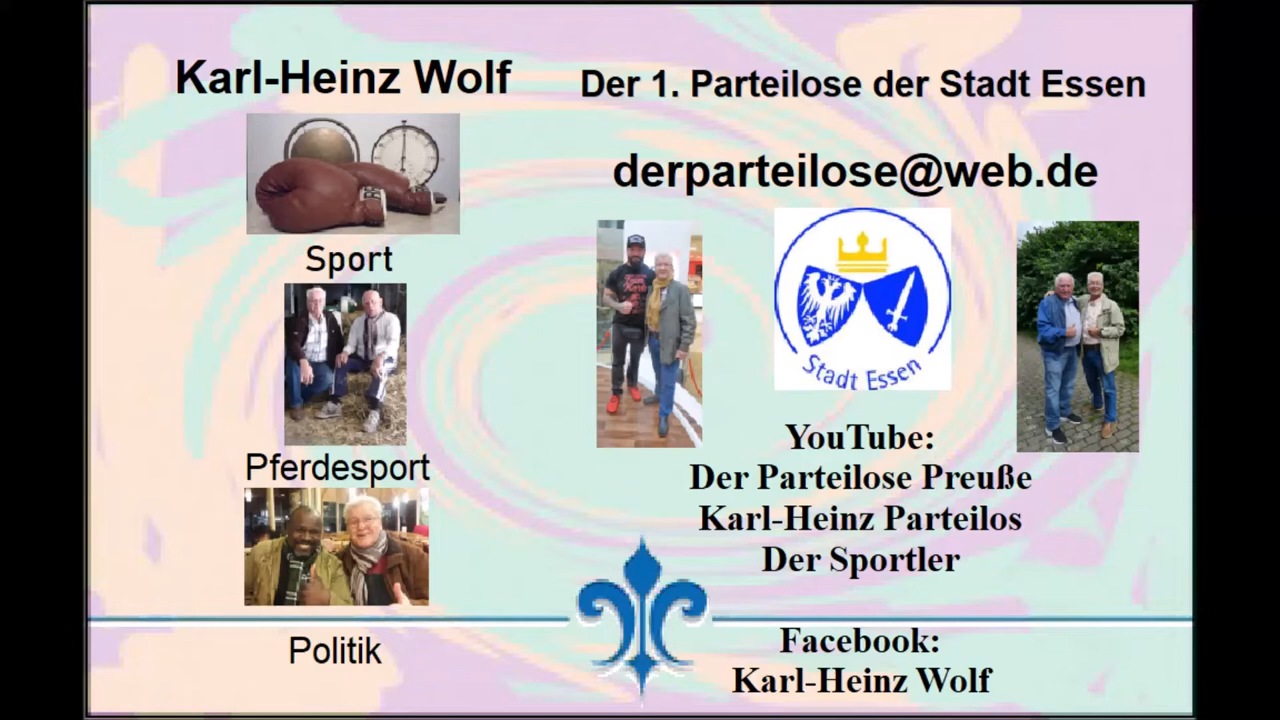 Karl-Heinz Wolf
Der 1. Parteilose der Stadt Essen
derparteilose@web.de
Sport
Stadt Essen
Pferdesport
YouTube:
Der Parteilose Preuße
Karl-Heinz Parteilos
Der Sportler
Politik
Facebook:
Karl-Heinz Wolf